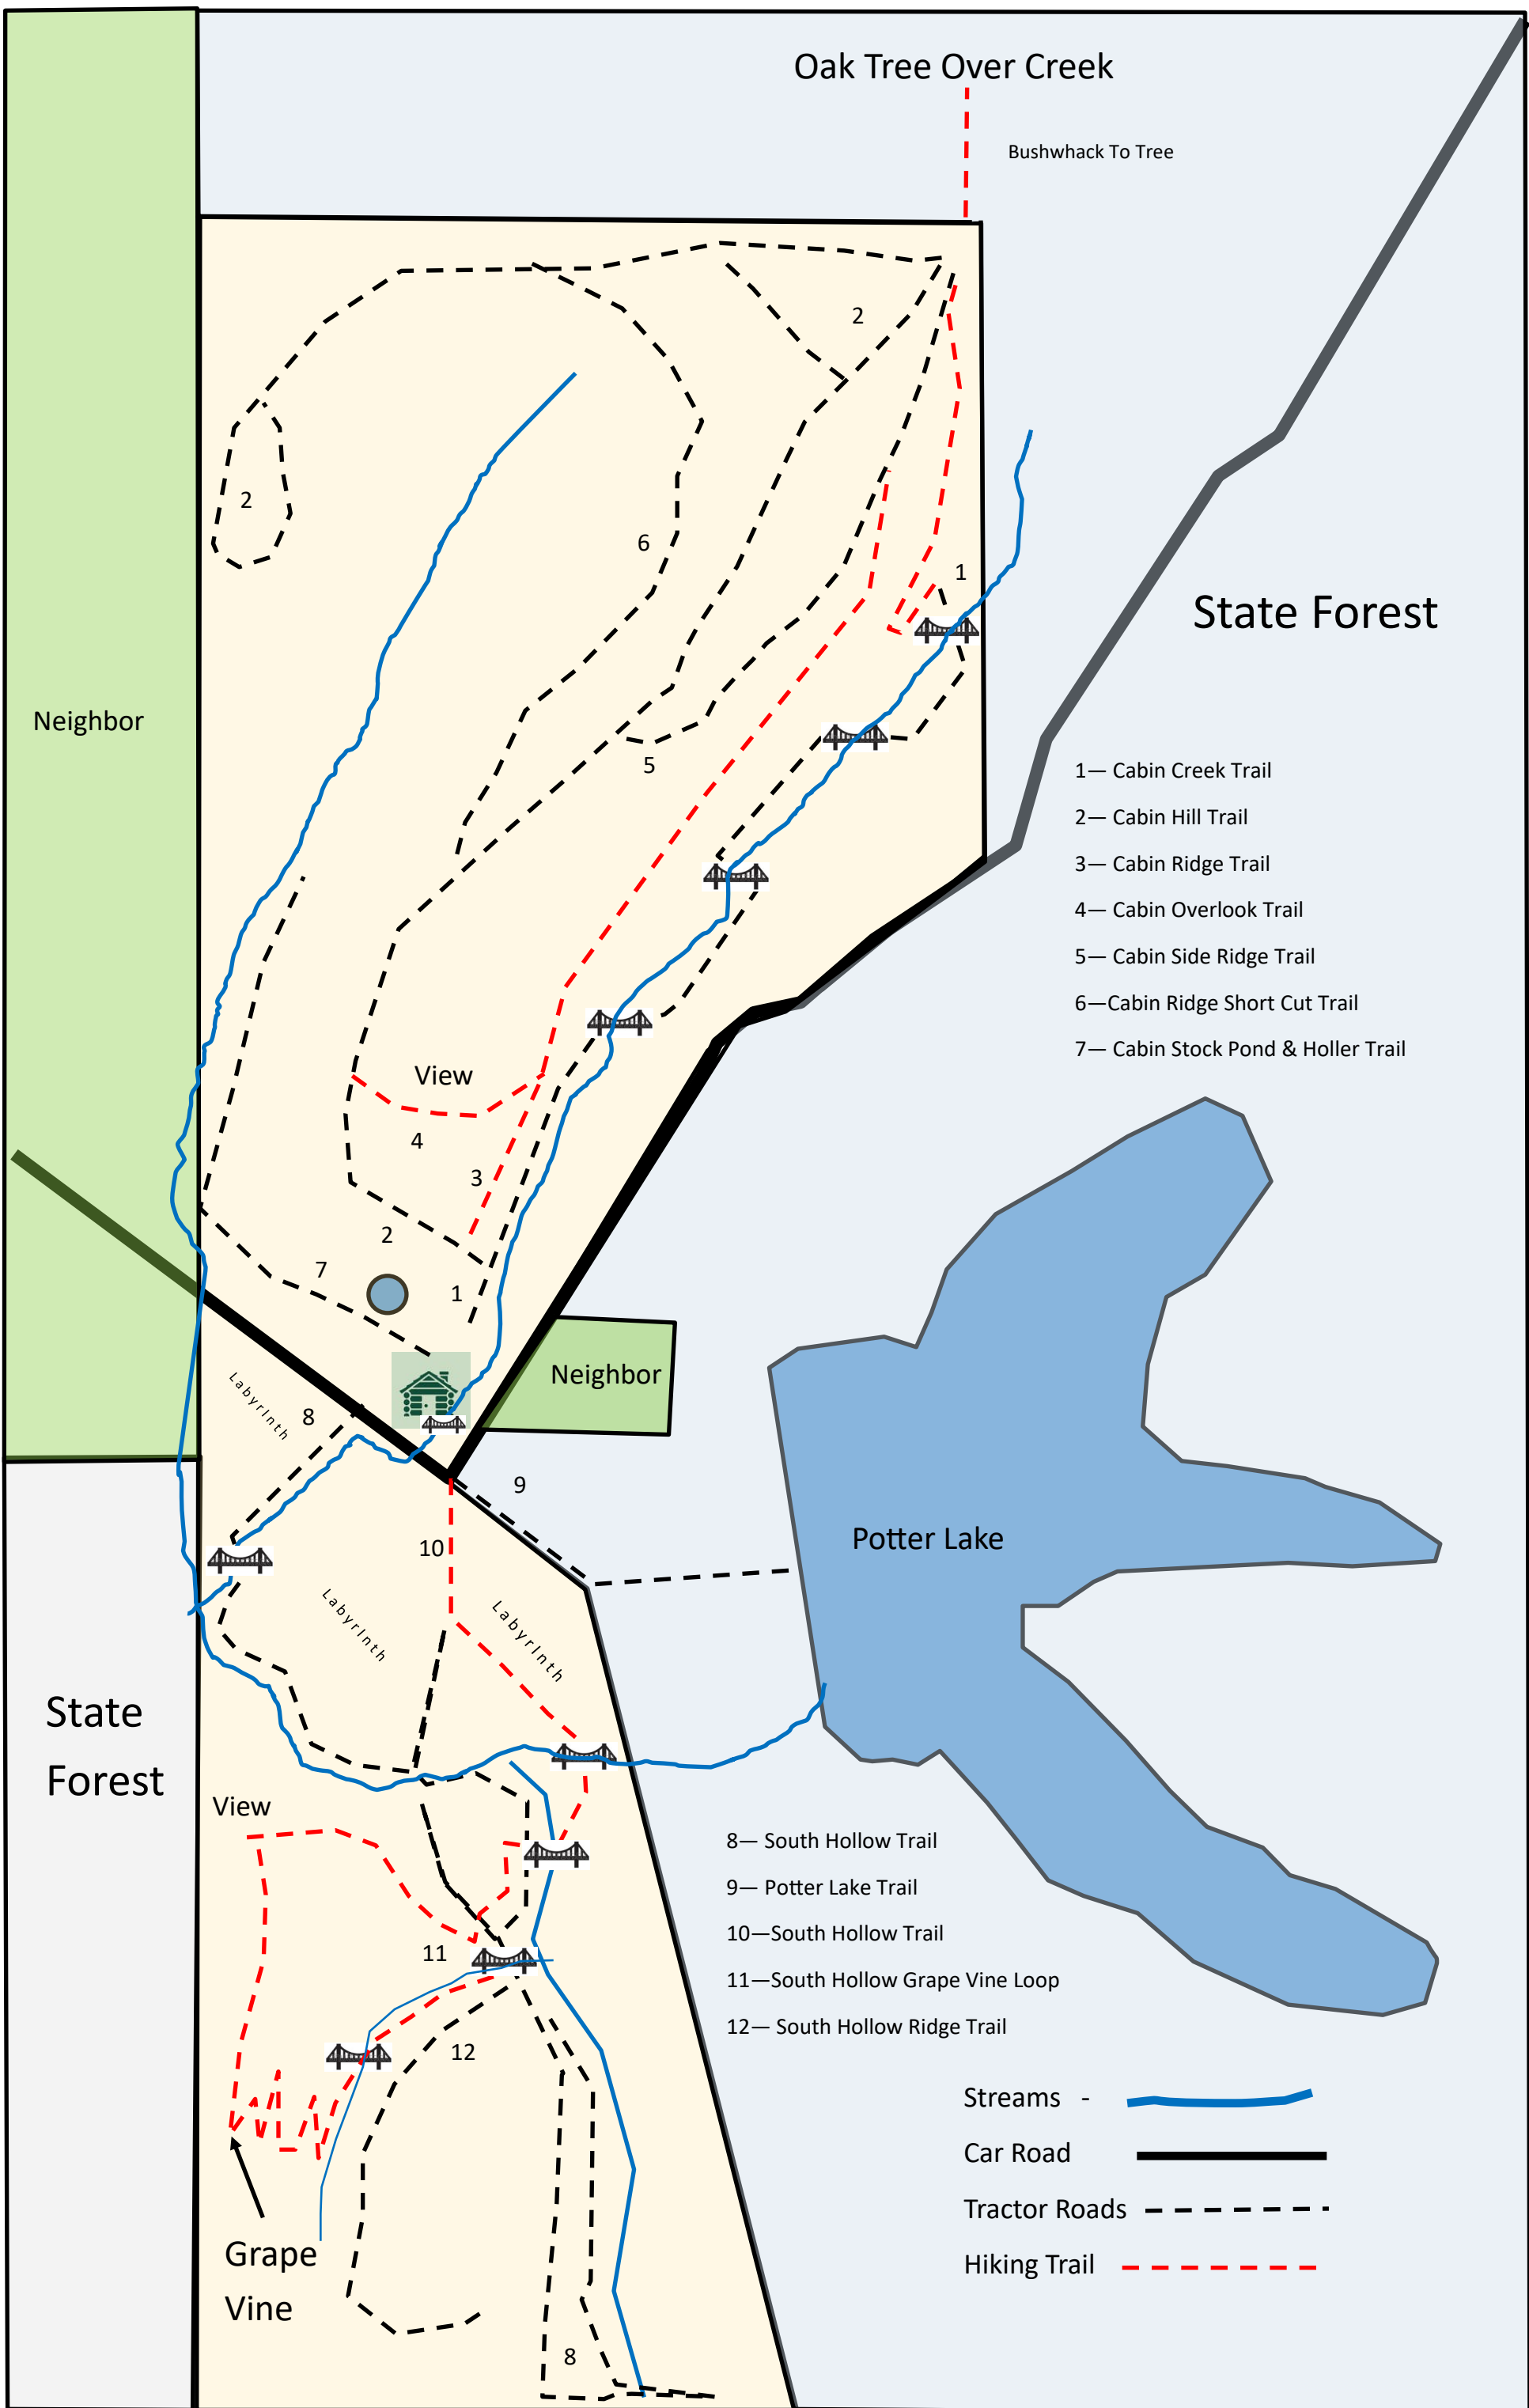 Oak Tree Over Creek
Bushwhack To Tree
2
2
6
1
State Forest
Neighbor
5
1— Cabin Creek Trail
2— Cabin Hill Trail
3— Cabin Ridge Trail
4— Cabin Overlook Trail
5— Cabin Side Ridge Trail
6—Cabin Ridge Short Cut Trail
7— Cabin Stock Pond & Holler Trail
View
4
3
2
7
1
Neighbor
LabyrInth
8
9
10
Potter Lake
LabyrInth
LabyrInth
State
Forest
View
8— South Hollow Trail
9— Potter Lake Trail
10—South Hollow Trail
11—South Hollow Grape Vine Loop
12— South Hollow Ridge Trail
11
12
Streams -
Car Road
Tractor Roads
Hiking Trail
Grape
Vine
8